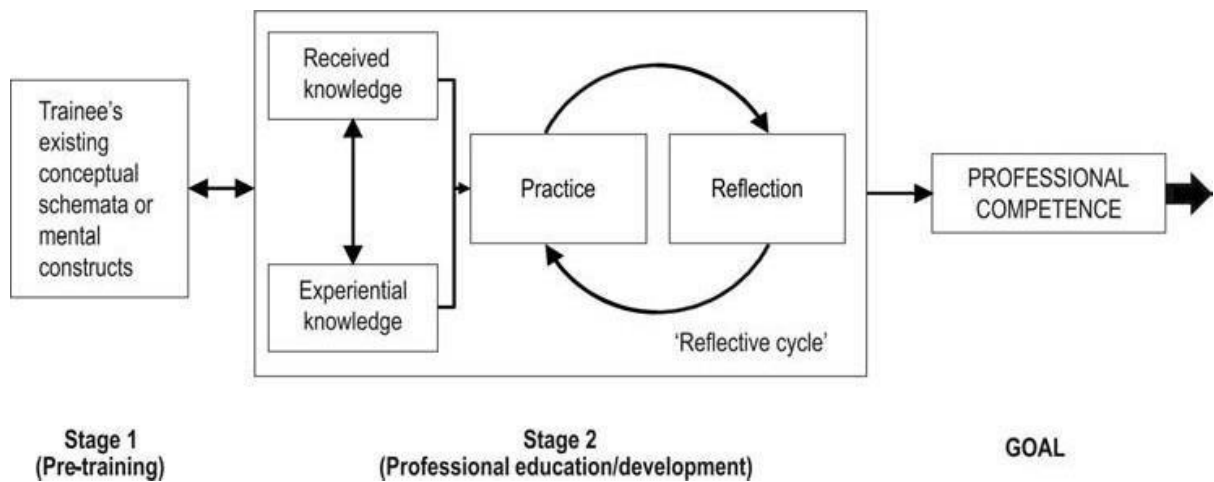 Trainee’s
existing
conceptual
schemata or
mental
constructs
Received
knowledge
Experiential
knowledge
Practice
Reflection
‘Reflective cycle’
PROFESSIONAL
COMPETENCE
Stage 1
(Pre-training)
Stage 2
(Professional education/development)
GOAL